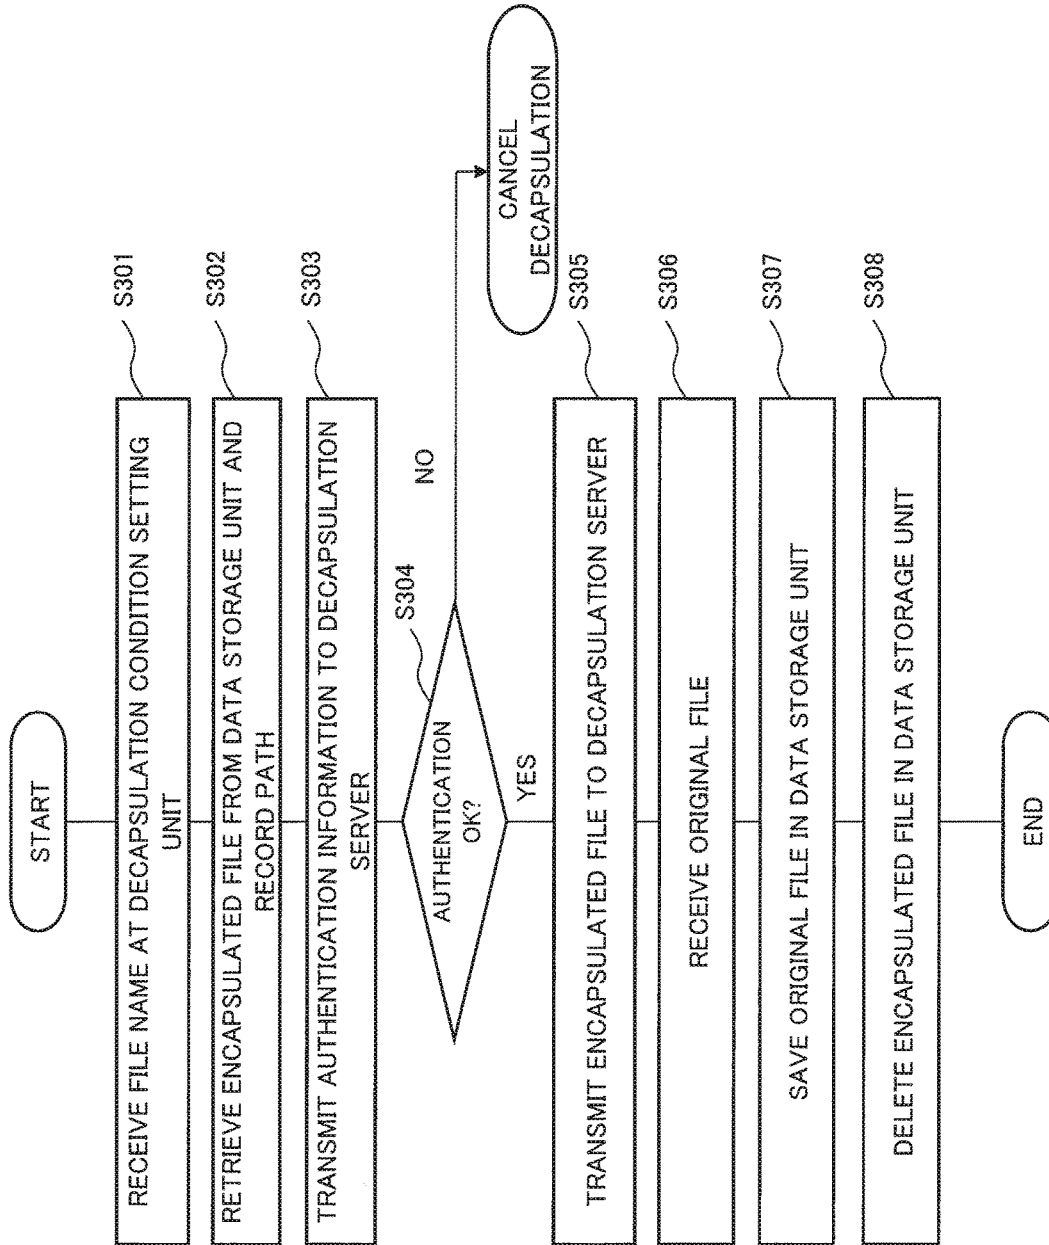 START
RECEIVE FILE NAME AT DECAPSULATION CONDITION SETTING
UNIT
S301
RETRIEVE ENCAPSULATED FILE FROM DATA STORAGE UNIT AND
RECORD PATH
S302
TRANSMIT AUTHENTICATION INFORMATION TO DECAPSULATION
SERVER
S303
AUTHENTICATION
OK?
S304
NO
CANCEL
DECAPSULATION
YES
TRANSMIT ENCAPSULATED FILE TO DECAPSULATION SERVER
S305
RECEIVE ORIGINAL FILE
S306
SAVE ORIGINAL FILE IN DATA STORAGE UNIT
S307
DELETE ENCAPSULATED FILE IN DATA STORAGE UNIT
S308
END